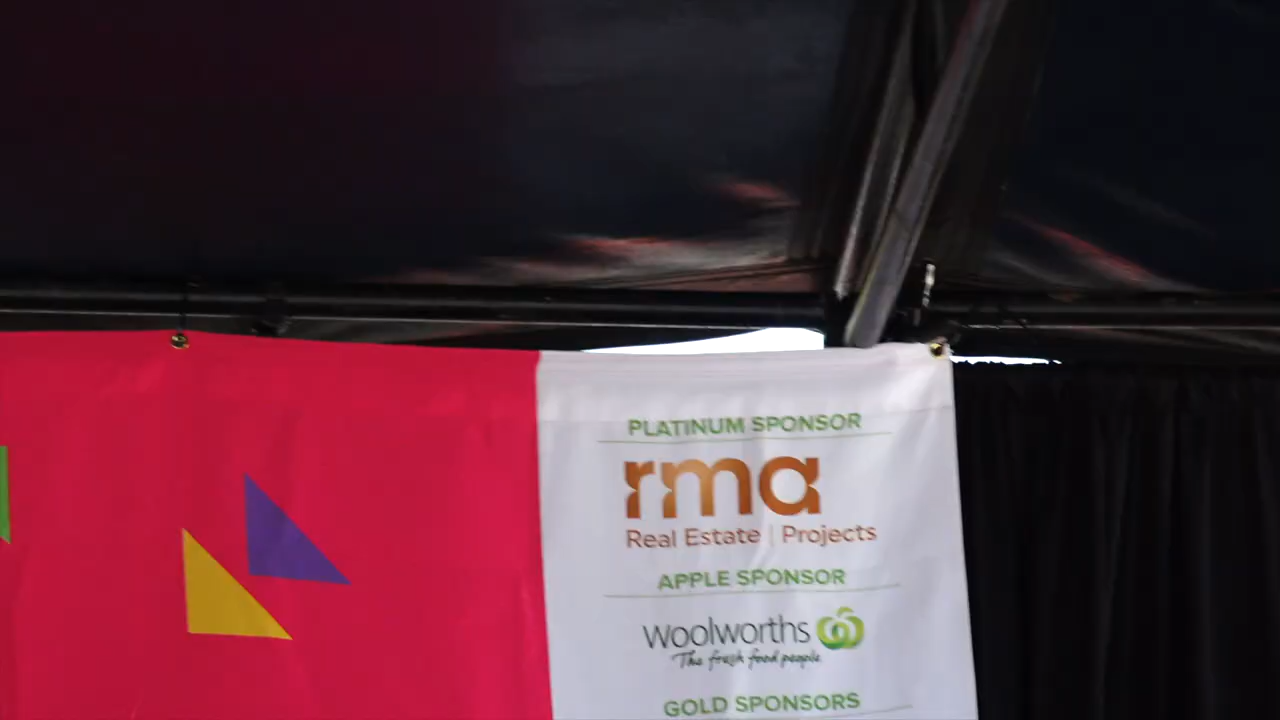 PLATINUM SPONSOR
rma
Real Estate | Projects
APPLE SPONSOR
woolworths
The fresh food people
GOLD SPONSORS